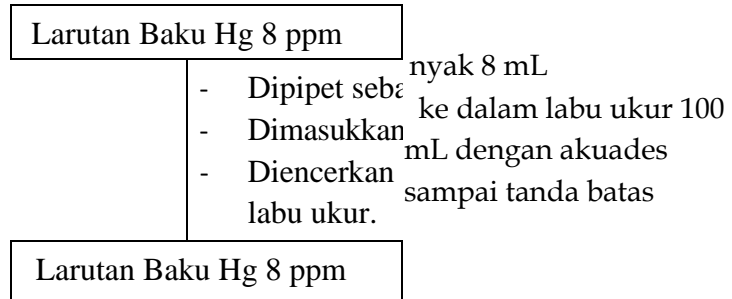 Larutan Baku Hg 8 ppm
- Dipipet seba nyak 8 mL
- Dimasukkan ke dalam labu ukur 100
mL dengan akuades
- Diencerkan sampai tanda batas
labu ukur.
Larutan Baku Hg 8 ppm